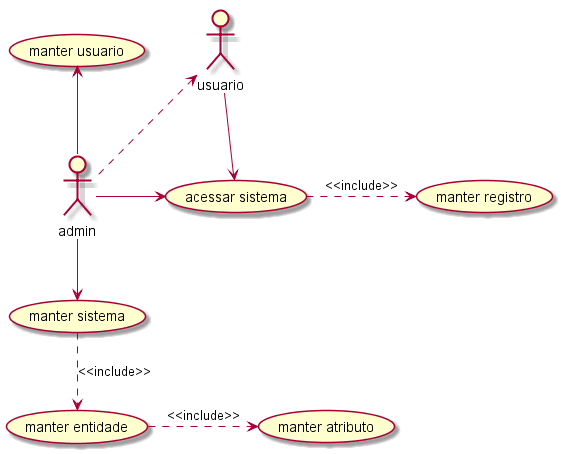 manter usuario
usuario
acessar sistema
<<include>>
manter registro
admin
manter sistema
<<include>>
manter entidade
<<include>>
manter atributo